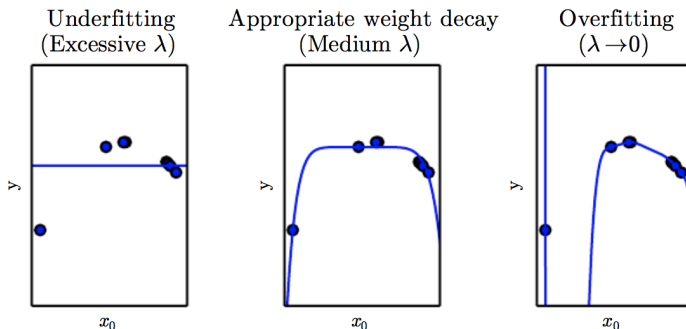 Underfitting
(Excessive λ)
Appropriate weight decay
(Medium λ)
Overfitting
(λ→0)
y
y
y
x₀
x₀
x₀